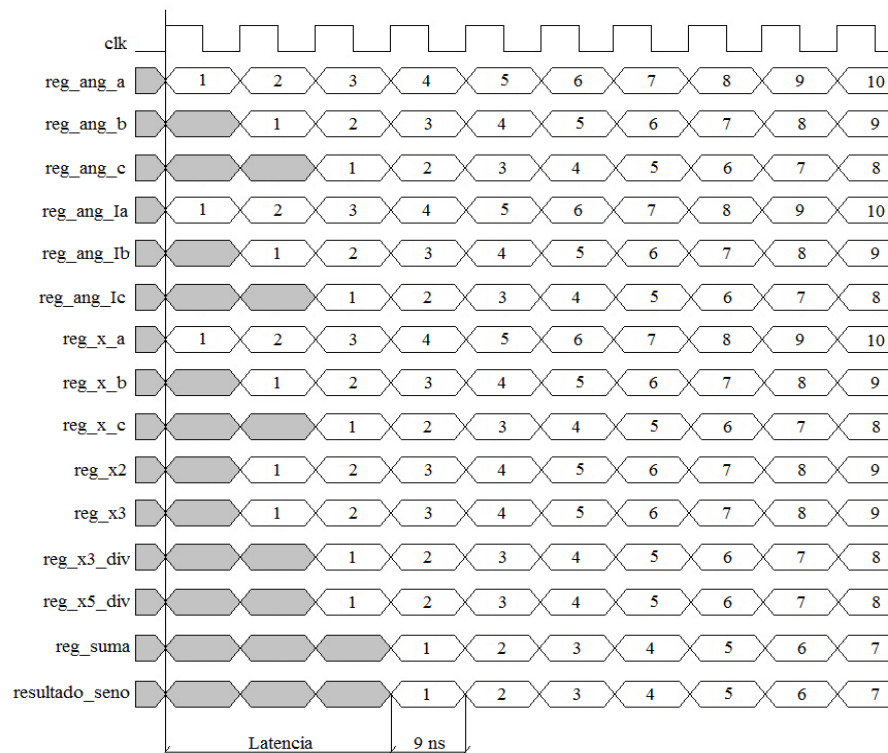 clk
reg_ang_a 1 2 3 4 5 6 7 8 9 10
reg_ang_b 1 2 3 4 5 6 7 8 9
reg_ang_c 1 2 3 4 5 6 7 8
reg_ang_Ia 1 2 3 4 5 6 7 8 9 10
reg_ang_Ib 1 2 3 4 5 6 7 8 9
reg_ang_Ic 1 2 3 4 5 6 7 8
reg_x_a 1 2 3 4 5 6 7 8 9 10
reg_x_b 1 2 3 4 5 6 7 8 9
reg_x_c 1 2 3 4 5 6 7 8
reg_x2 1 2 3 4 5 6 7 8 9
reg_x3 1 2 3 4 5 6 7 8 9
reg_x3_div 1 2 3 4 5 6 7 8
reg_x5_div 1 2 3 4 5 6 7 8
reg_suma 1 2 3 4 5 6 7
resultado_seno 1 2 3 4 5 6 7
Latencia 9 ns